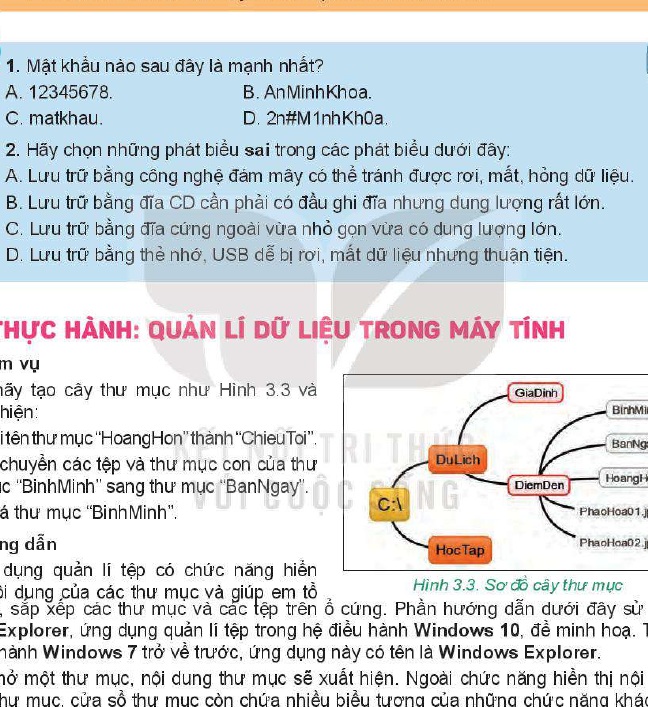 1. Mật khẩu nào sau đây là mạnh nhất?
A. 12345678. B. AnMinhKhoa.
C. matkhau. D. 2n#M1nhKh0a.
2. Hãy chọn những phát biểu sai trong các phát biểu dưới đây:
A. Lưu trữ bằng công nghệ đám mây có thể tránh được rơi, mất, hỏng dữ liệu.
B. Lưu trữ bằng đĩa CD cần phải có đầu ghi đĩa nhưng dung lượng rất lớn.
C. Lưu trữ bằng đĩa cứng ngoài vừa nhỏ gọn vừa có dung lượng lớn.
D. Lưu trữ bằng thẻ nhớ, USB dễ bị rơi, mất dữ liệu nhưng thuận tiện.
THỰC HÀNH: QUẢN LÍ DỮ LIỆU TRONG MÁY TÍNH
m vụ
hãy tạo cây thư mục như Hình 3.3 và
hiện:
i tên thư mục “HoangHon” thành “ChieuToi”.
chuyển các tệp và thư mục con của thư
ục “BinhMinh” sang thư mục “BanNgay”.
á thư mục “BinhMinh”.
ng dẫn
dụng quản lí tệp có chức năng hiển
ội dung của các thư mục và giúp em tổ
, sắp xếp các thư mục và các tệp trên ổ cứng. Phần hướng dẫn dưới đây sử
Explorer, ứng dụng quản lí tệp trong hệ điều hành Windows 10, để minh hoạ. T
hành Windows 7 trở về trước, ứng dụng này có tên là Windows Explorer.
mở một thư mục, nội dung thư mục sẽ xuất hiện. Ngoài chức năng hiển thị nội
hư mục, cửa sổ thư mục còn chứa nhiều biểu tượng của những chức năng khác
C:\
DuLich
HocTap
GiaDinh
DiemDen
BinhMi
BanNga
HoangH
PhaoHoa01.j
PhaoHoa02.j
Hình 3.3. Sơ đồ cây thư mục
KẾT NỐI TRI THỨC
VỚI CUỘC SỐNG